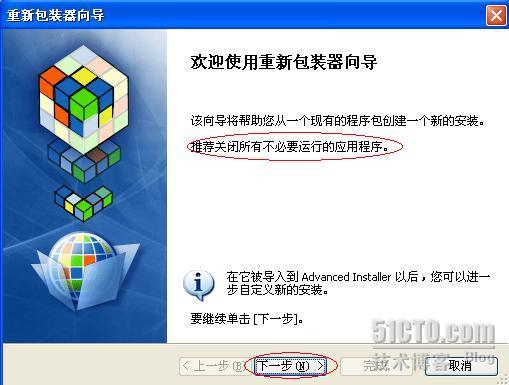 重新包装器向导
欢迎使用重新包装器向导
该向导将帮助您从一个现有的程序包创建一个新的安装。
推荐关闭所有不必要运行的应用程序。
在它被导入到 Advanced Installer 以后，您可以进一
步自定义新的安装。
要继续单击 [下一步]。
51CTO.com
技术博客 Blog
< 上一步(B) 下一步(N) > 完成 取消